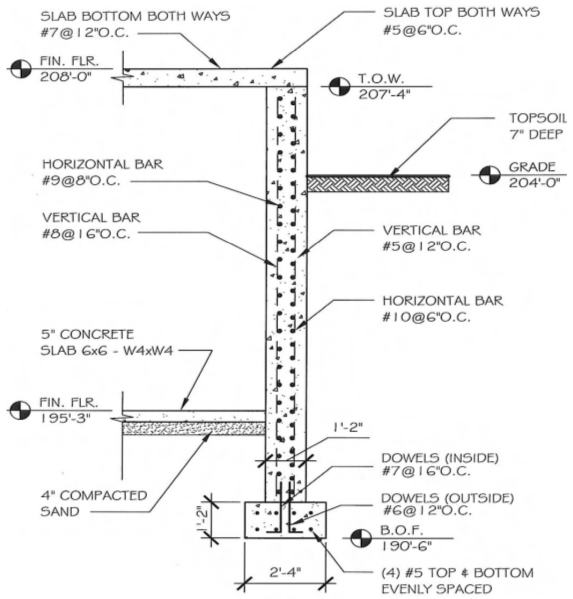 SLAB BOTTOM BOTH WAYS
#7@12"O.C.
SLAB TOP BOTH WAYS
#5@6"O.C.
FIN. FLR.
208'-0"
T.O.W.
207'-4"
TOPSOIL
7" DEEP
HORIZONTAL BAR
#9@8"O.C.
GRADE
204'-0"
VERTICAL BAR
#8@16"O.C.
VERTICAL BAR
#5@12"O.C.
HORIZONTAL BAR
#10@6"O.C.
5" CONCRETE
SLAB 6x6 - W4xW4
FIN. FLR.
195'-3"
1'-2"
DOWELS (INSIDE)
#7@16"O.C.
4" COMPACTED
SAND
1'-2"
DOWELS (OUTSIDE)
#6@12"O.C.
B.O.F.
190'-6"
2'-4"
(4) #5 TOP & BOTTOM
EVENLY SPACED